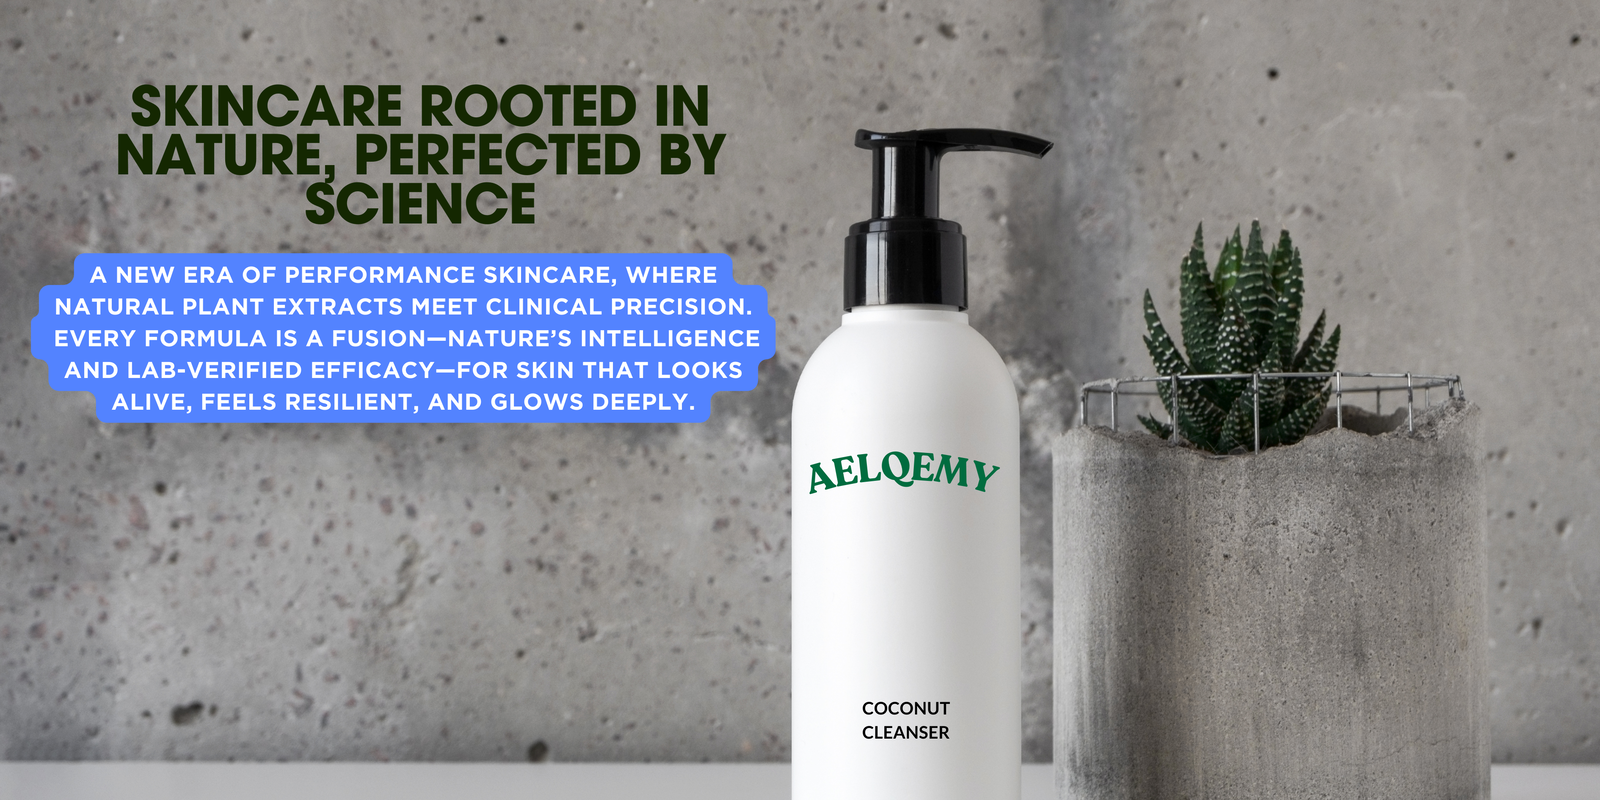 SKINCARE ROOTED IN
NATURE, PERFECTED BY
SCIENCE
A NEW ERA OF PERFORMANCE SKINCARE, WHERE
NATURAL PLANT EXTRACTS MEET CLINICAL PRECISION.
EVERY FORMULA IS A FUSION—NATURE’S INTELLIGENCE
AND LAB-VERIFIED EFFICACY—FOR SKIN THAT LOOKS
ALIVE, FEELS RESILIENT, AND GLOWS DEEPLY.
AELQEMY
COCONUT
CLEANSER